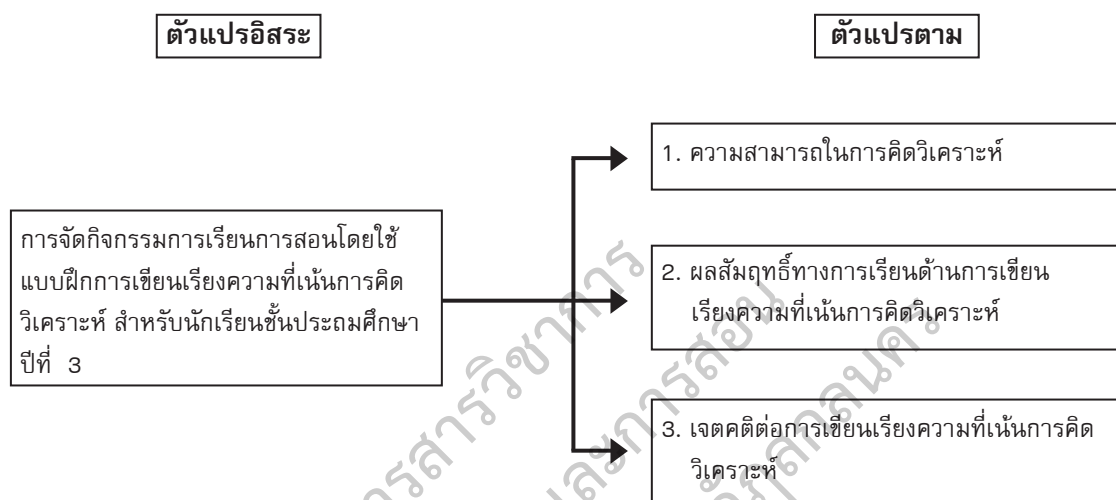 ตัวแปรอิสระ
ตัวแปรตาม
การจัดกิจกรรมการเรียนการสอนโดยใช้
แบบฝึกการเขียนเรียงความที่เน้นการคิด
วิเคราะห์ สำหรับนักเรียนชั้นประถมศึกษา
ปีที่ 3
1. ความสามารถในการคิดวิเคราะห์
2. ผลสัมฤทธิ์ทางการเรียนด้านการเขียน
เรียงความที่เน้นการคิดวิเคราะห์
3. เจตคติต่อการเขียนเรียงความที่เน้นการคิด
วิเคราะห์